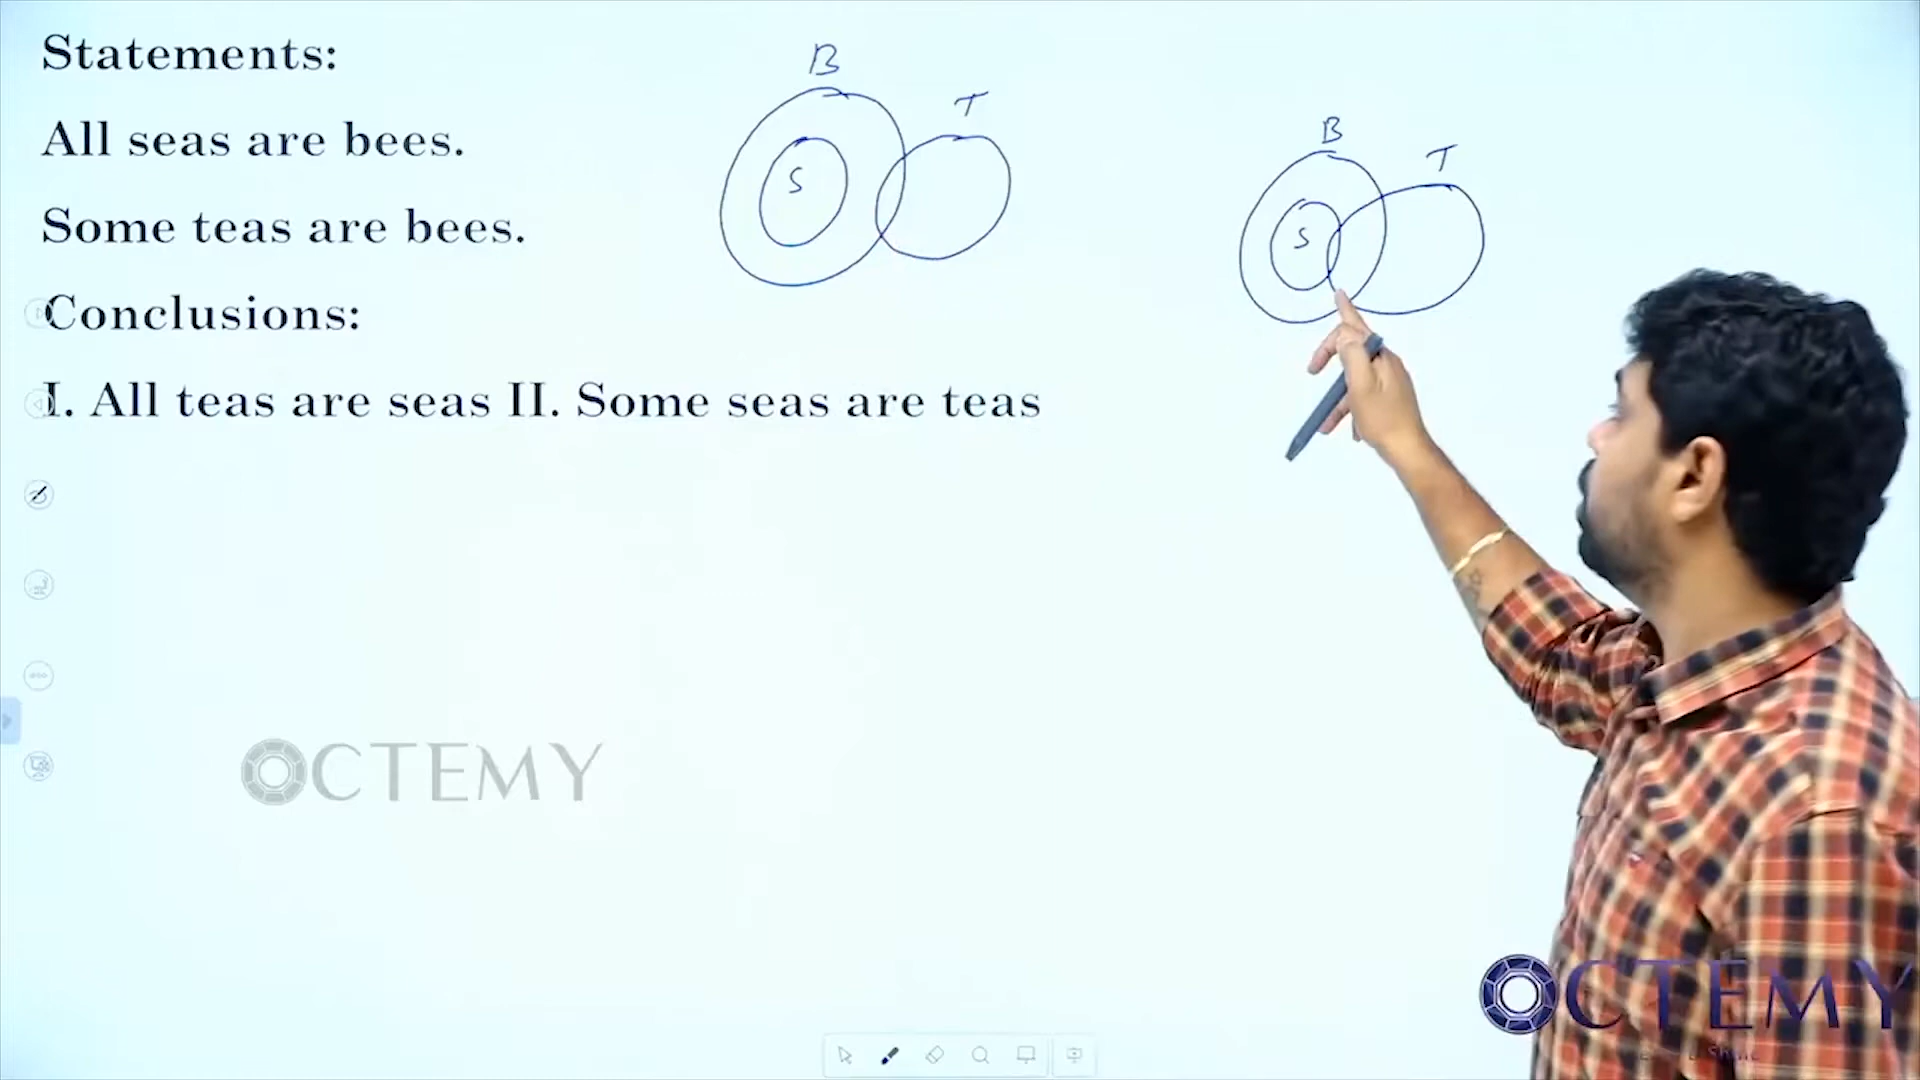 Statements:
All seas are bees.
Some teas are bees.
Conclusions:
I. All teas are seas II. Some seas are teas
B
T
S
B
T
S
OCTEMY
OCTEMY